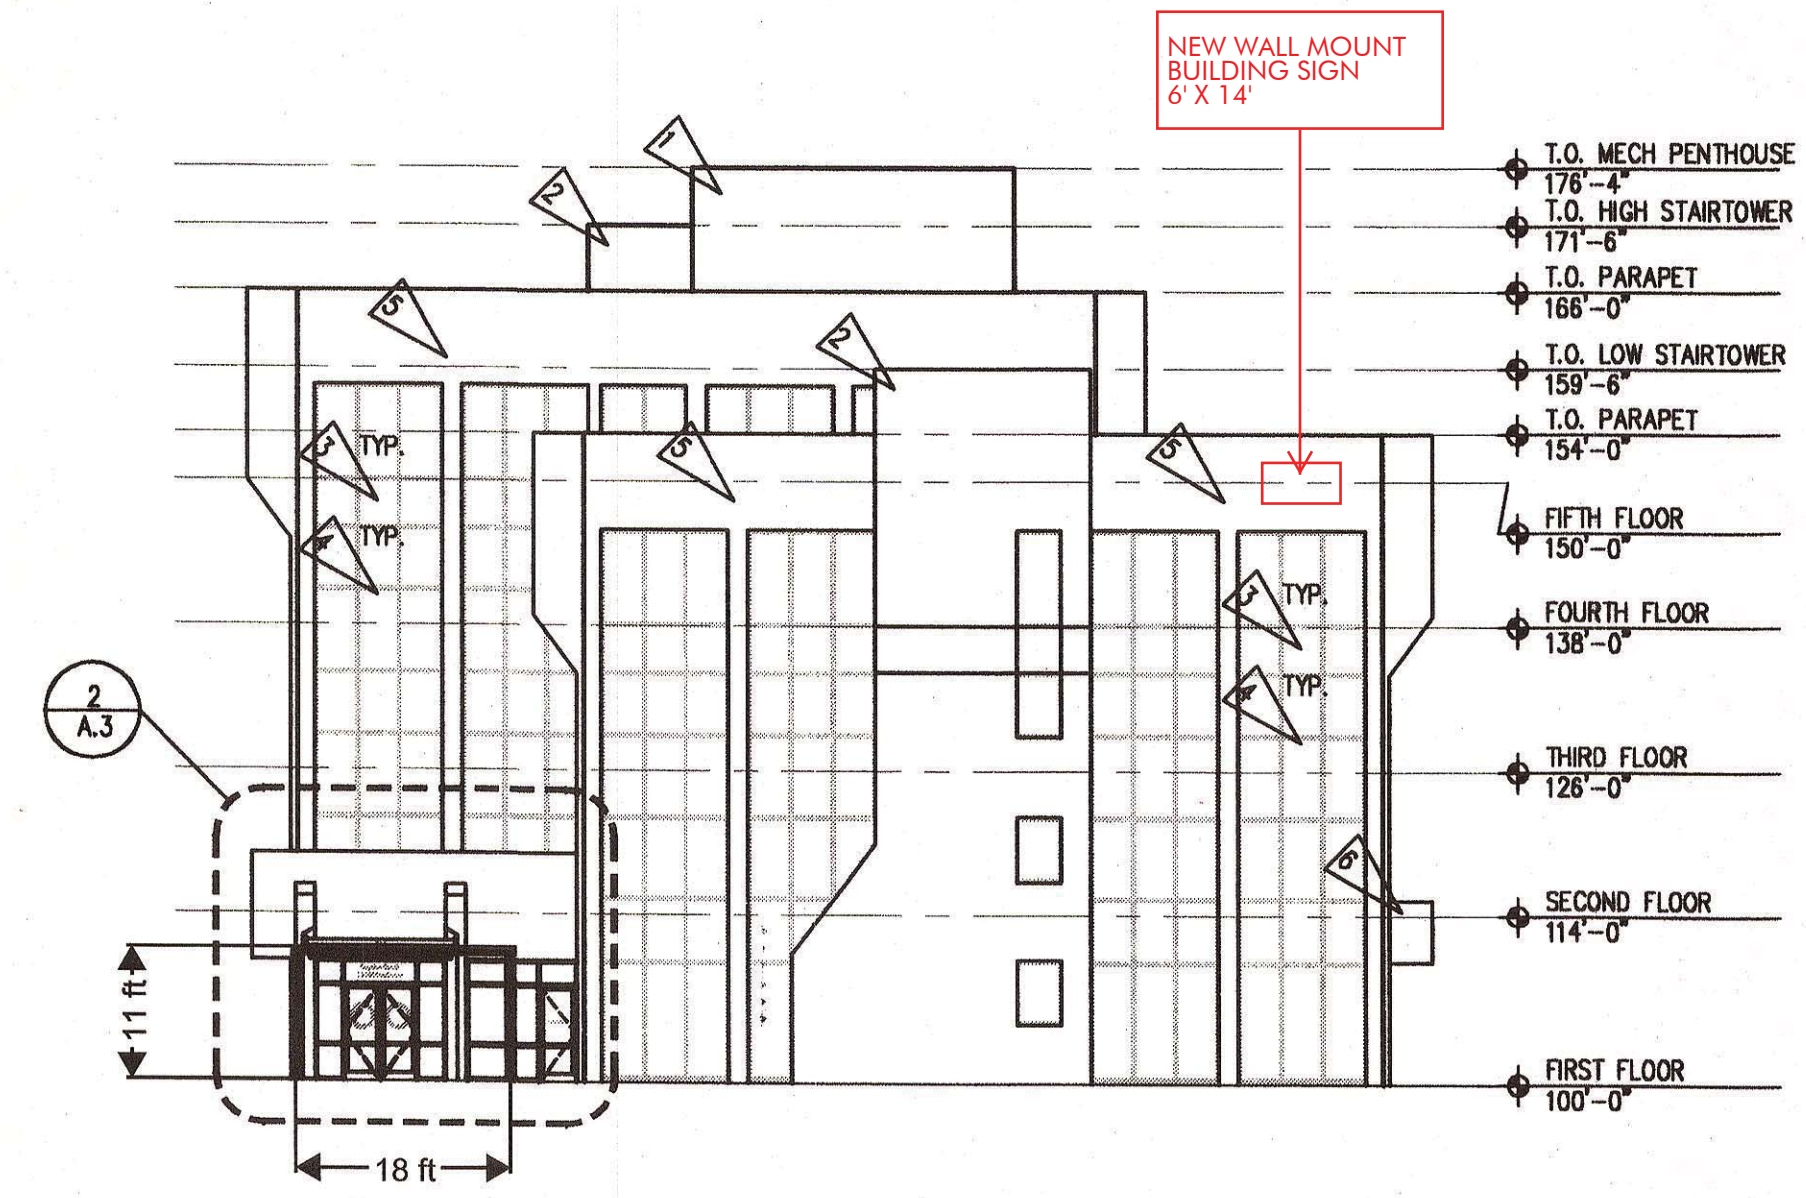 NEW WALL MOUNT
BUILDING SIGN
6' X 14'
T.O. MECH PENTHOUSE
176'-4"
T.O. HIGH STAIRTOWER
171'-6"
T.O. PARAPET
166'-0"
T.O. LOW STAIRTOWER
159'-6"
T.O. PARAPET
154'-0"
FIFTH FLOOR
150'-0"
FOURTH FLOOR
138'-0"
THIRD FLOOR
126'-0"
SECOND FLOOR
114'-0"
FIRST FLOOR
100'-0"
1
2
5
2
3 TYP.
5
5
4 TYP.
3 TYP.
4 TYP.
6
2
A.3
11 ft
18 ft